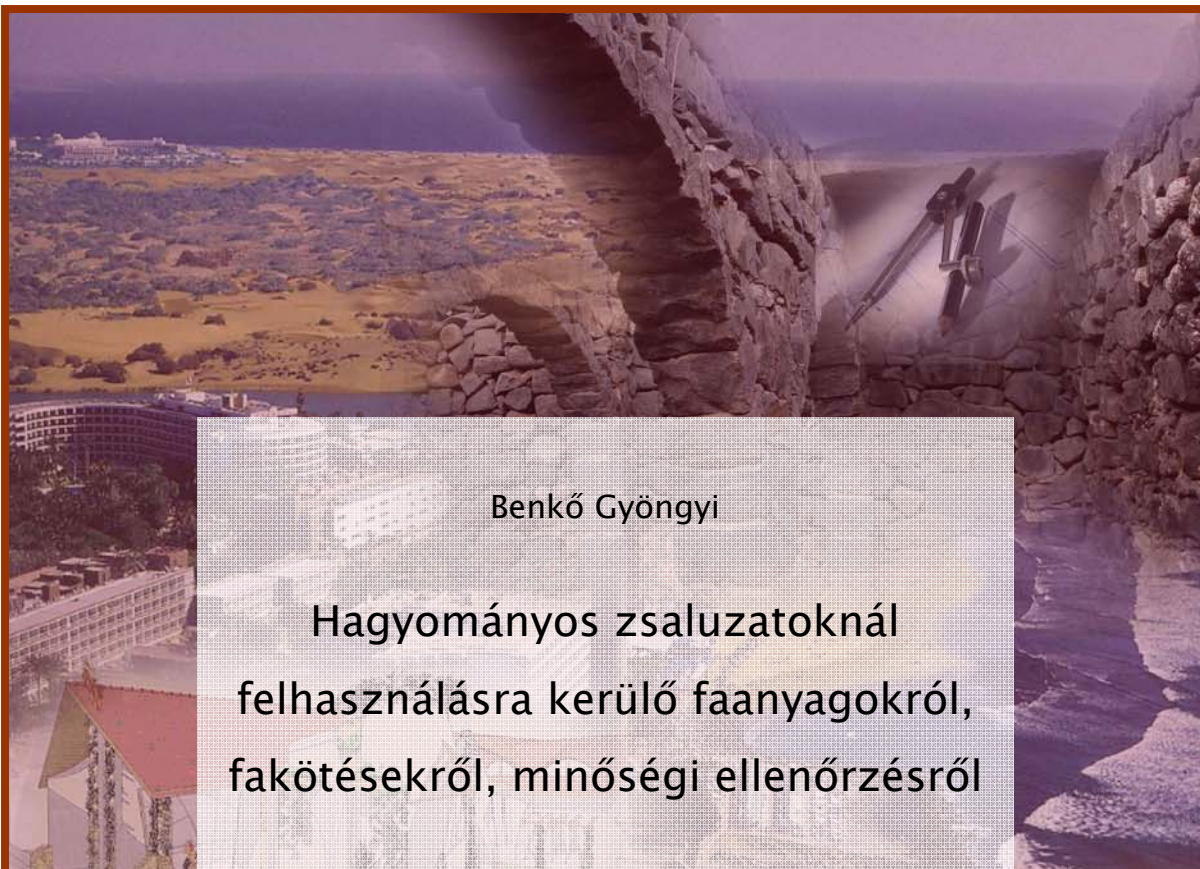 Benkő Gyöngyi
Hagyományos zsaluzatoknál
felhasználásra kerülő faanyagokról,
fakötésekről, minőségi ellenőrzésről